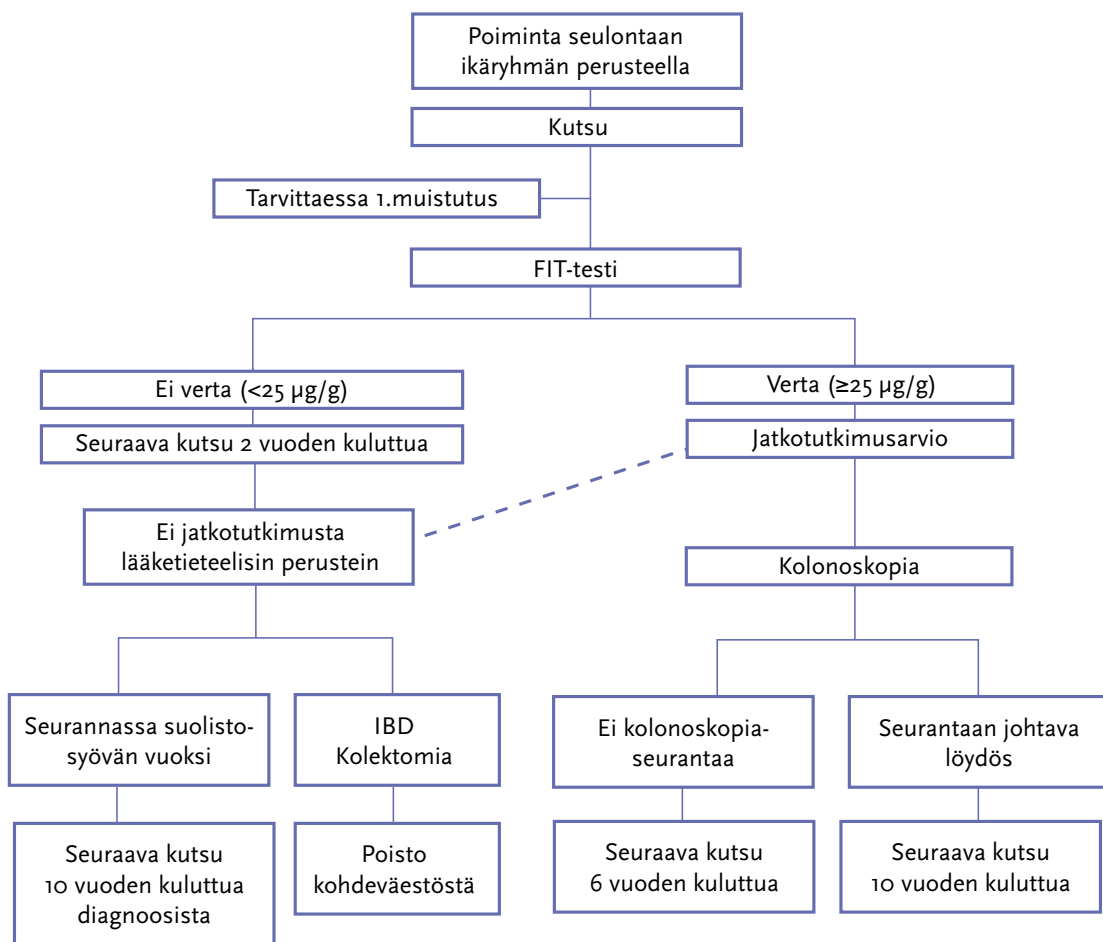 Poiminta seulontaan
ikäryhmän perusteella
Kutsu
Tarvittaessa 1.muistutus
FIT-testi
Ei verta (<25 µg/g)
Seuraava kutsu 2 vuoden kuluttua
Verta (≥25 µg/g)
Jatkotutkimusarvio
Ei jatkotutkimusta
lääketieteelisin perustein
Kolonoskopia
Seurannassa suolisto-
syövän vuoksi
IBD
Kolektomia
Ei kolonoskopia-
seurantaa
Seurantaan johtava
löydös
Seuraava kutsu
10 vuoden kuluttua
diagnoosista
Poisto
kohdeväestöstä
Seuraava kutsu
6 vuoden kuluttua
Seuraava kutsu
10 vuoden kuluttua